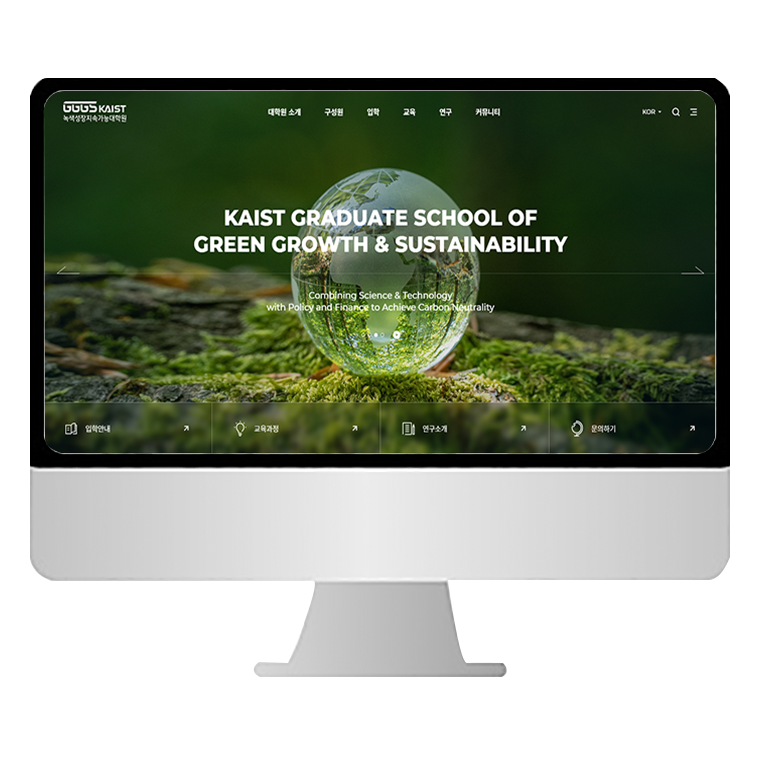 GGGS KAIST
녹색성장지속가능대학원
대학원 소개 구성원 입학 교육 연구 커뮤니티
KOR
KAIST GRADUATE SCHOOL OF
GREEN GROWTH & SUSTAINABILITY
Combining Science & Technology
with Policy and Finance to Achieve Carbon Neutrality
입학안내 교육과정 연구소개 문의하기